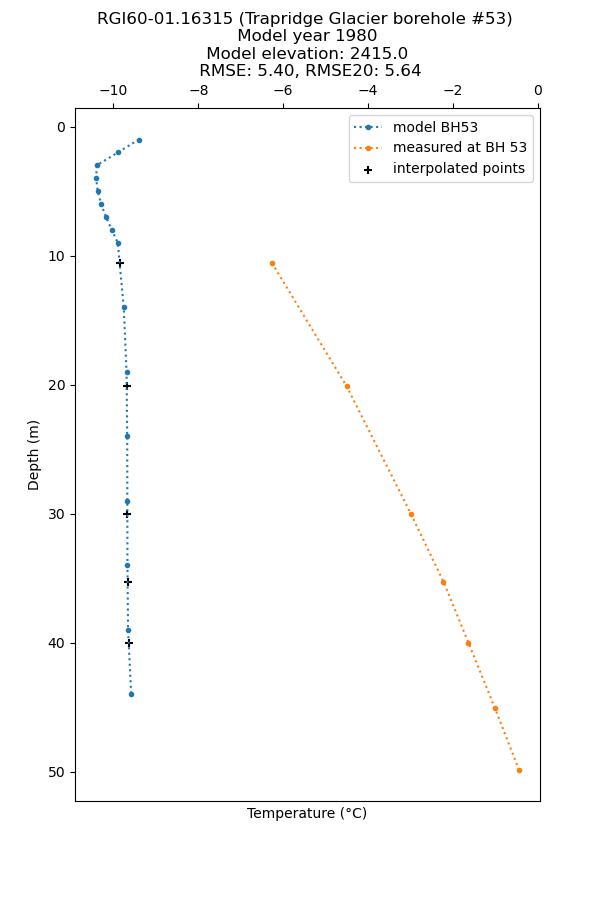 RGI60-01.16315 (Trapridge Glacier borehole #53)
Model year 1980
Model elevation: 2415.0
RMSE: 5.40, RMSE20: 5.64
−10 −8 −6 −4 −2 0
model BH53
measured at BH 53
interpolated points
0
10
20
30
40
50
Depth (m)
Temperature (°C)